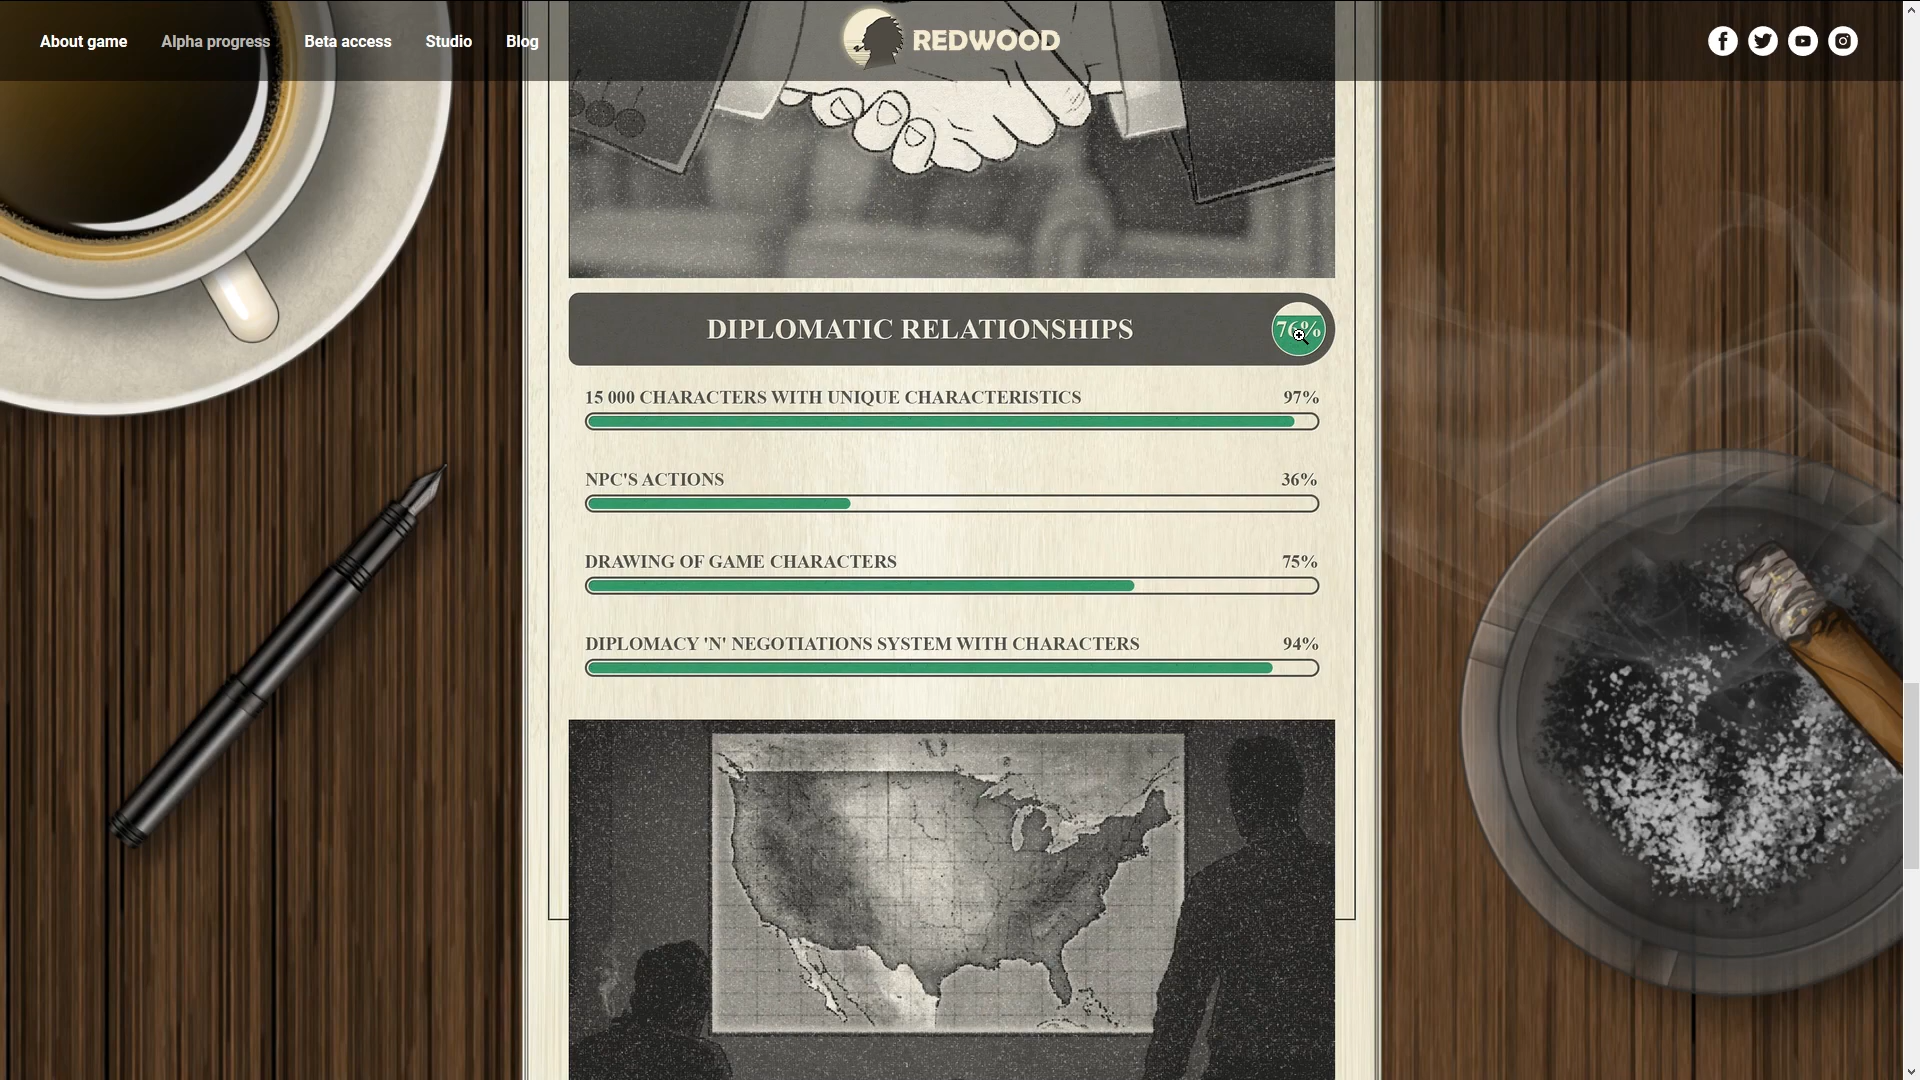 About game
Alpha progress
Beta access
Studio
Blog
REDWOOD
DIPLOMATIC RELATIONSHIPS
76%
15 000 CHARACTERS WITH UNIQUE CHARACTERISTICS
97%
NPC'S ACTIONS
36%
DRAWING OF GAME CHARACTERS
75%
DIPLOMACY 'N' NEGOTIATIONS SYSTEM WITH CHARACTERS
94%